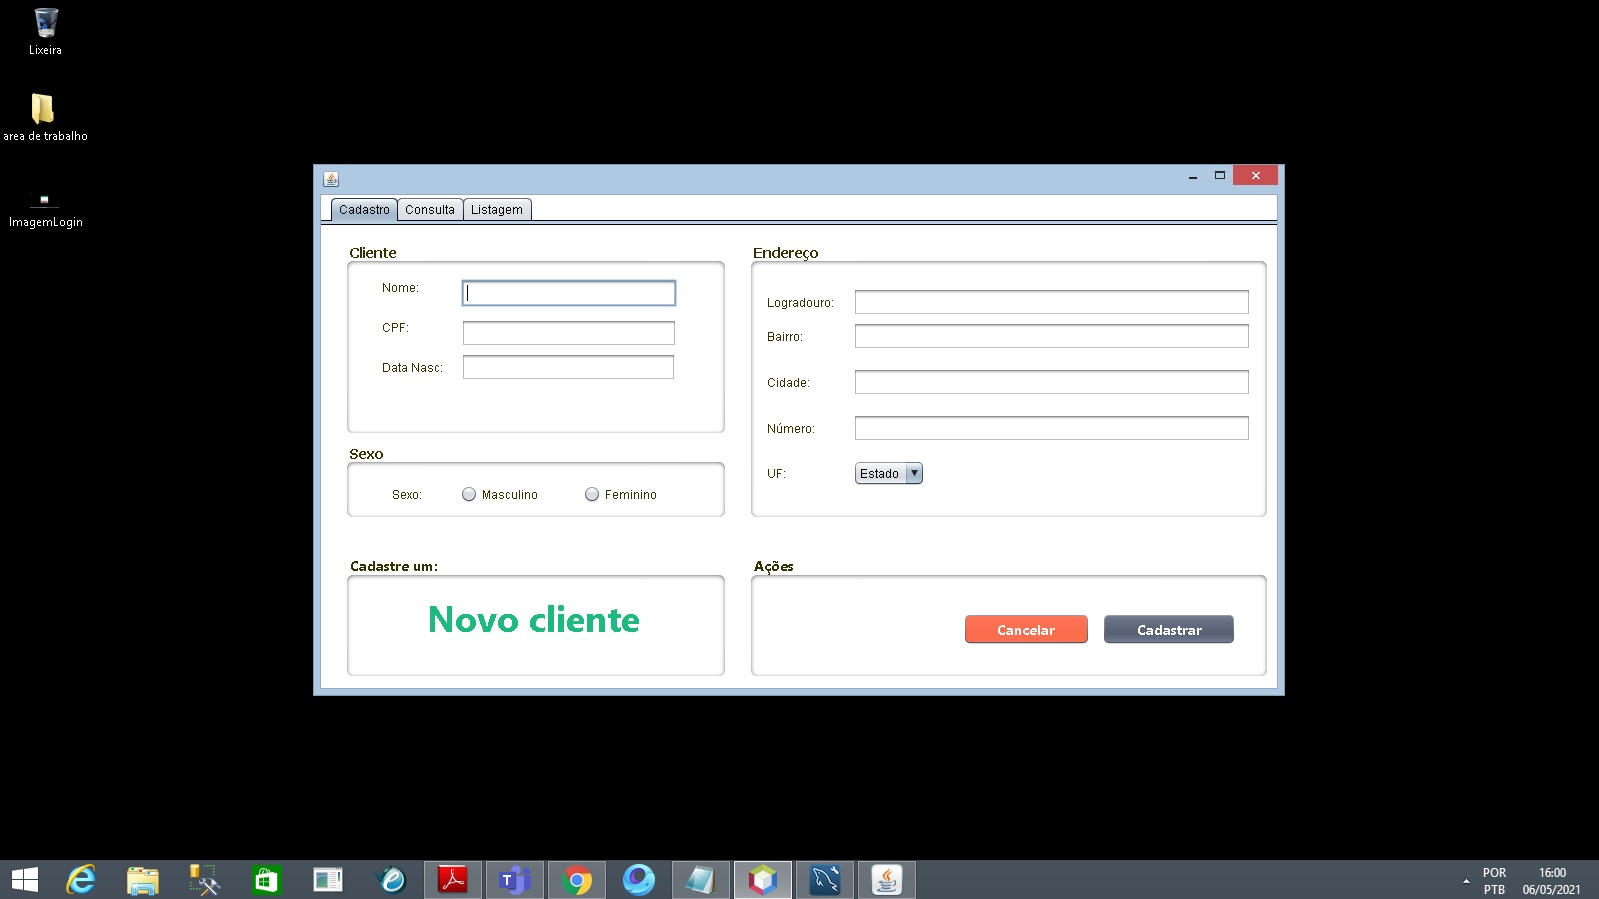 Lixeira
area de trabalho
ImagemLogin
Cadastro Consulta Listagem
Cliente
Nome:
CPF:
Data Nasc:
Sexo
Sexo: Masculino Feminino
Cadastre um:
Novo cliente
Endereço
Logradouro:
Bairro:
Cidade:
Número:
UF: Estado
Ações
Cancelar Cadastrar
POR
PTB
16:00
06/05/2021